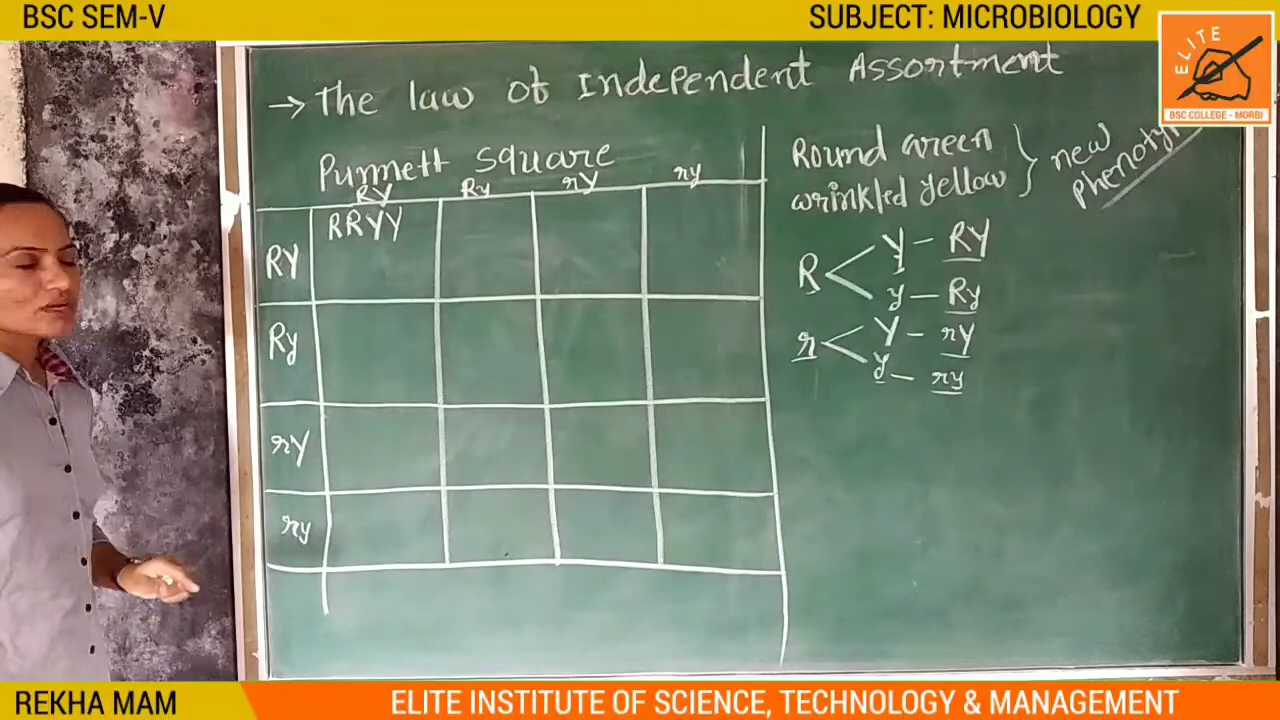 BSC SEM-V
SUBJECT: MICROBIOLOGY
ELITE
BSC COLLEGE - MORBI
→ The law of Independent Assortment
Punnett square
RY Ry rY ry
RY RRYY
Ry
rY
ry
Round green
wrinkled yellow
new
R < Y - RY
y - Ry
r < Y - rY
y - ry
REKHA MAM
ELITE INSTITUTE OF SCIENCE, TECHNOLOGY & MANAGEMENT